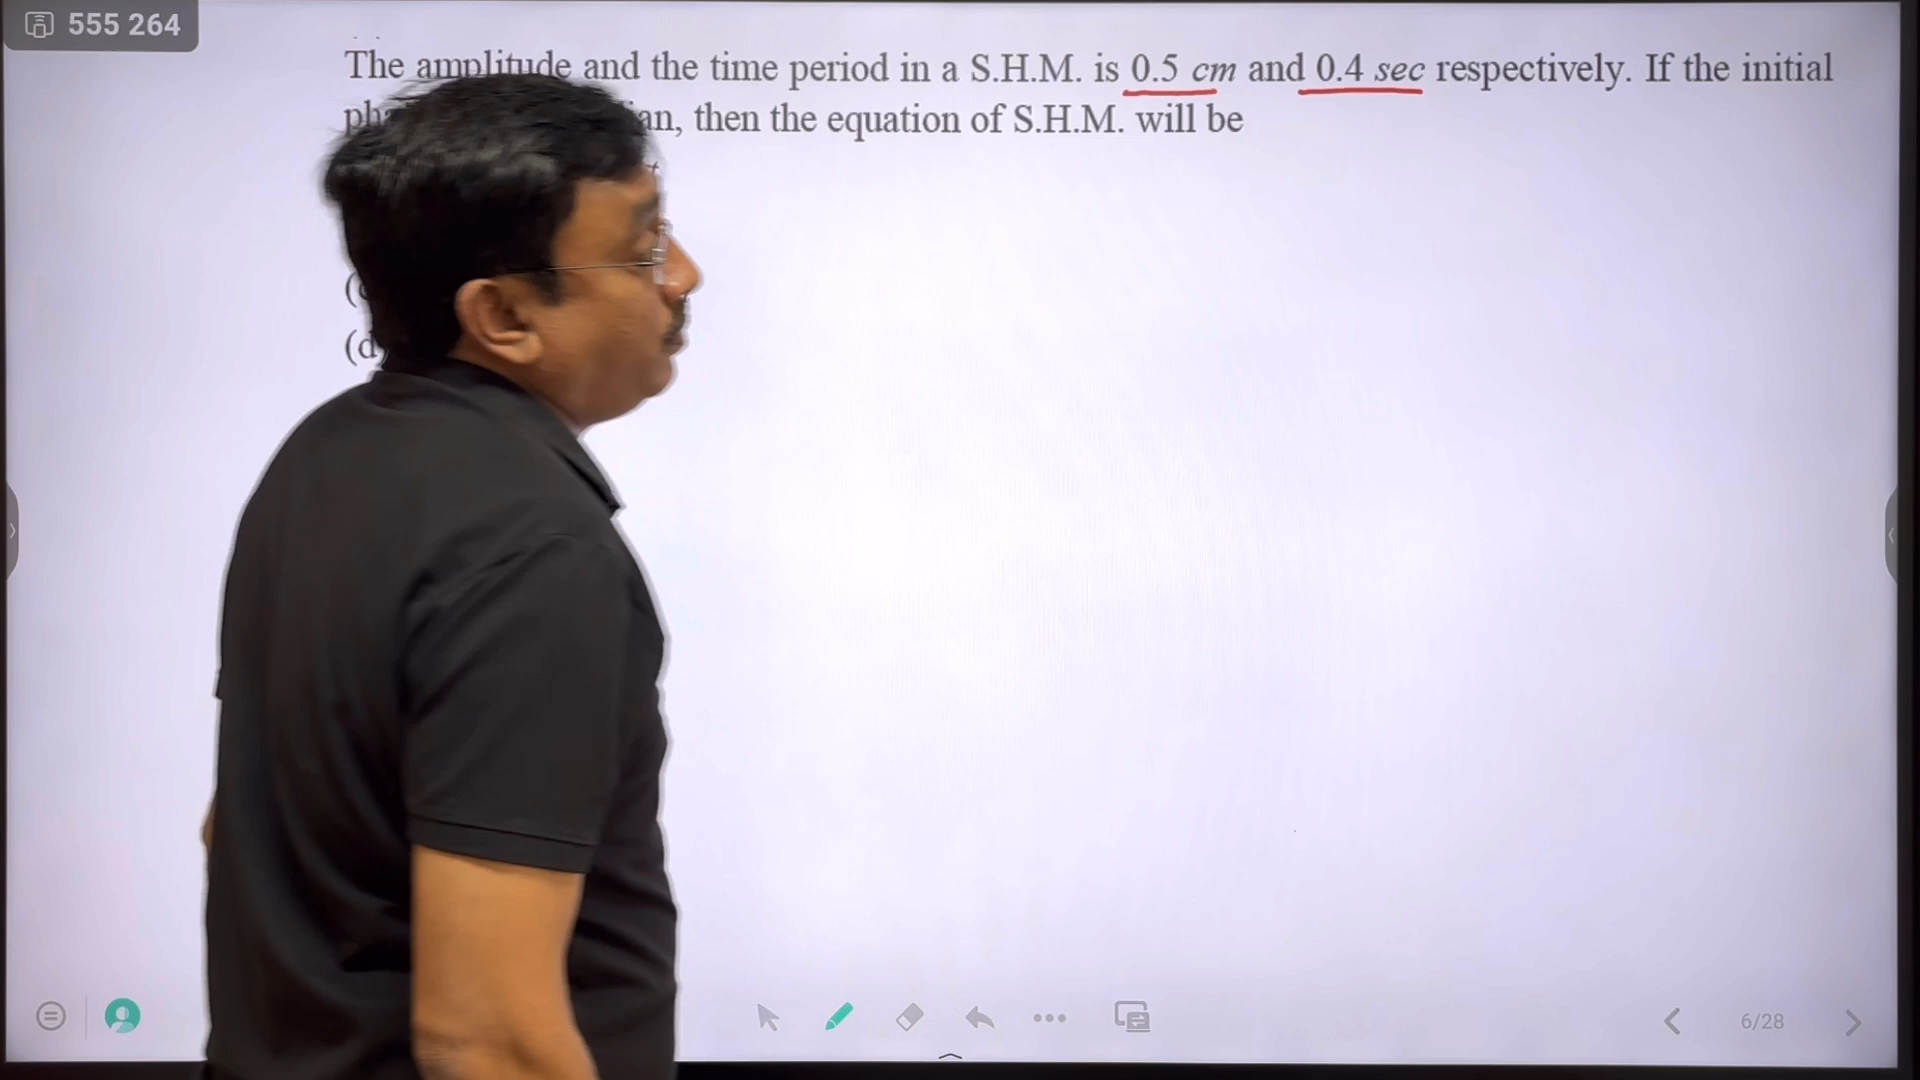 555 264
The amplitude and the time period in a S.H.M. is 0.5 cm and 0.4 sec respectively. If the initial
then the equation of S.H.M. will be
(d
6/28